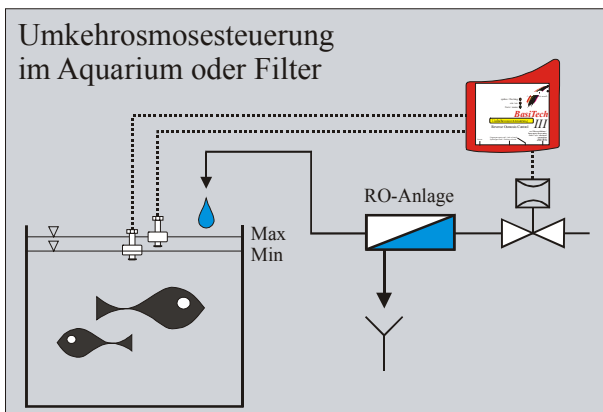 Umkehrosmosesteuerung
im Aquarium oder Filter
BasiTech
III
RO-Anlage
Max
Min